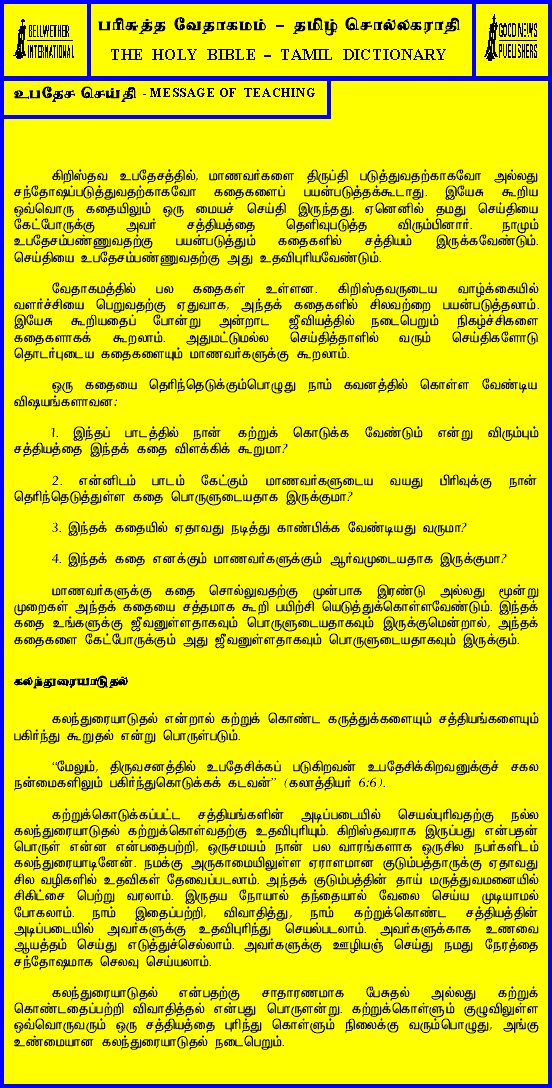 BELLWETHER
INTERNATIONAL
பரிசுத்த வேதாகமம் – தமிழ் சொல்லகராதி
THE HOLY BIBLE – TAMIL DICTIONARY
GOOD NEWS
PUBLISHERS
உபதேச செய்தி - MESSAGE OF TEACHING
கிறிஸ்தவ உபதேசத்தில், மாணவர்களை திருப்தி படுத்துவதற்காகவோ அல்லது
சந்தோஷப்படுத்துவதற்காகவோ கதைகளைப் பயன்படுத்தக்கூடாது. இயேசு கூறிய
ஒவ்வொரு கதையிலும் ஒரு மையச் செய்தி இருந்தது. ஏனெனில் தமது செய்தியை
கேட்போருக்கு அவர் சத்தியத்தை தெளிவுபடுத்த விரும்பினார். நாமும்
உபதேசம்பண்ணுவதற்கு பயன்படுத்தும் கதைகளில் சத்தியம் இருக்கவேண்டும்.
செய்தியை உபதேசம்பண்ணுவதற்கு அது உதவிபுரியவேண்டும்.
வேதாகமத்தில் பல கதைகள் உள்ளன. கிறிஸ்தவருடைய வாழ்க்கையில்
வளர்ச்சியை பெறுவதற்கு ஏதுவாக, அந்தக் கதைகளில் சிலவற்றை பயன்படுத்தலாம்.
இயேசு கூறியதைப் போன்று அன்றாட ஜீவியத்தில் நடைபெறும் நிகழ்ச்சிகளை
கதைகளாகக் கூறலாம். அதுமட்டுமல்ல செய்தித்தாளில் வரும் செய்திகளோடு
தொடர்புடைய கதைகளையும் மாணவர்களுக்கு கூறலாம்.
ஒரு கதையை தெரிந்தெடுக்கும்பொழுது நாம் கவனத்தில் கொள்ள வேண்டிய
விஷயங்களாவன:
1. இந்தப் பாடத்தில் நான் கற்றுக் கொடுக்க வேண்டும் என்று விரும்பும்
சத்தியத்தை இந்தக் கதை விளக்கிக் கூறுமா?
2. என்னிடம் பாடம் கேட்கும் மாணவர்களுடைய வயது பிரிவுக்கு நான்
தெரிந்தெடுத்துள்ள கதை பொருளுடையதாக இருக்குமா?
3. இந்தக் கதையில் ஏதாவது நடித்து காண்பிக்க வேண்டியது வருமா?
4. இந்தக் கதை எனக்கும் மாணவர்களுக்கும் ஆர்வமுடையதாக இருக்குமா?
மாணவர்களுக்கு கதை சொல்லுவதற்கு முன்பாக இரண்டு அல்லது மூன்று
முறைகள் அந்தக் கதையை சத்தமாக கூறி பயிற்சி யெடுத்துக்கொள்ளவேண்டும். இந்தக்
கதை உங்களுக்கு ஜீவனுள்ளதாகவும் பொருளுடையதாகவும் இருக்குமென்றால், அந்தக்
கதைகளை கேட்போருக்கும் அது ஜீவனுள்ளதாகவும் பொருளுடையதாகவும் இருக்கும்.
கலந்துரையாடுதல்
கலந்துரையாடுதல் என்றால் கற்றுக் கொண்ட கருத்துக்களையும் சத்தியங்களையும்
பகிர்ந்து கூறுதல் என்று பொருள்படும்.
“மேலும், திருவசனத்தில் உபதேசிக்கப் படுகிறவன் உபதேசிக்கிறவனுக்குச் சகல
நன்மைகளிலும் பகிர்ந்துகொடுக்கக் கடவன்” (கலாத்தியர் 6:6).
கற்றுக்கொடுக்கப்பட்ட சத்தியங்களின் அடிப்படையில் செயல்புரிவதற்கு நல்ல
கலந்துரையாடுதல் கற்றுக்கொள்வதற்கு உதவிபுரியும். கிறிஸ்தவராக இருப்பது என்பதன்
பொருள் என்ன என்பதைபற்றி, ஒருசமயம் நான் பல வாரங்களாக ஒருசில நபர்களிடம்
கலந்துரையாடினேன். நமக்கு அருகாமையிலுள்ள ஏராளமான குடும்பத்தாருக்கு ஏதாவது
சில வழிகளில் உதவிகள் தேவைப்படலாம். அந்தக் குடும்பத்தின் தாய் மருத்துவமனையில்
சிகிட்சை பெற்று வரலாம். இருதய நோயால் தந்தையால் வேலை செய்ய முடியாமல்
போகலாம். நாம் இதைப்பற்றி, விவாதித்து, நாம் கற்றுக்கொண்ட சத்தியத்தின்
அடிப்படையில் அவர்களுக்கு உதவிபுரிந்து செயல்படலாம். அவர்களுக்காக உணவை
ஆயத்தம் செய்து எடுத்துச்செல்லாம். அவர்களுக்கு ஊழியஞ் செய்து நமது நேரத்தை
சந்தோஷமாக செலவு செய்யலாம்.
கலந்துரையாடுதல் என்பதற்கு சாதாரணமாக பேசுதல் அல்லது கற்றுக்
கொண்டதைப்பற்றி விவாதித்தல் என்பது பொருளன்று. கற்றுக்கொள்ளும் குழுவிலுள்ள
ஒவ்வொருவரும் ஒரு சத்தியத்தை புரிந்து கொள்ளும் நிலைக்கு வரும்பொழுது, அங்கு
உண்மையான கலந்துரையாடுதல் நடைபெறும்.